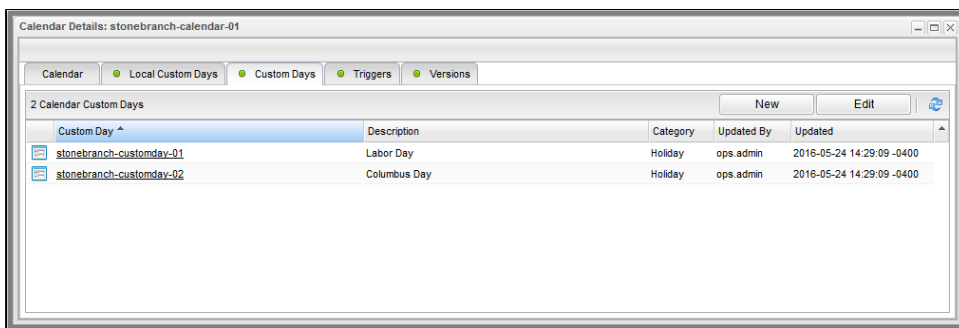 Calendar Details: stonebranch-calendar-01
Calendar Local Custom Days Custom Days Triggers Versions
2 Calendar Custom Days New Edit
Custom Day Description Category Updated By Updated
stonebranch-customday-01 Labor Day Holiday ops.admin 2016-05-24 14:29:09 -0400
stonebranch-customday-02 Columbus Day Holiday ops.admin 2016-05-24 14:29:09 -0400